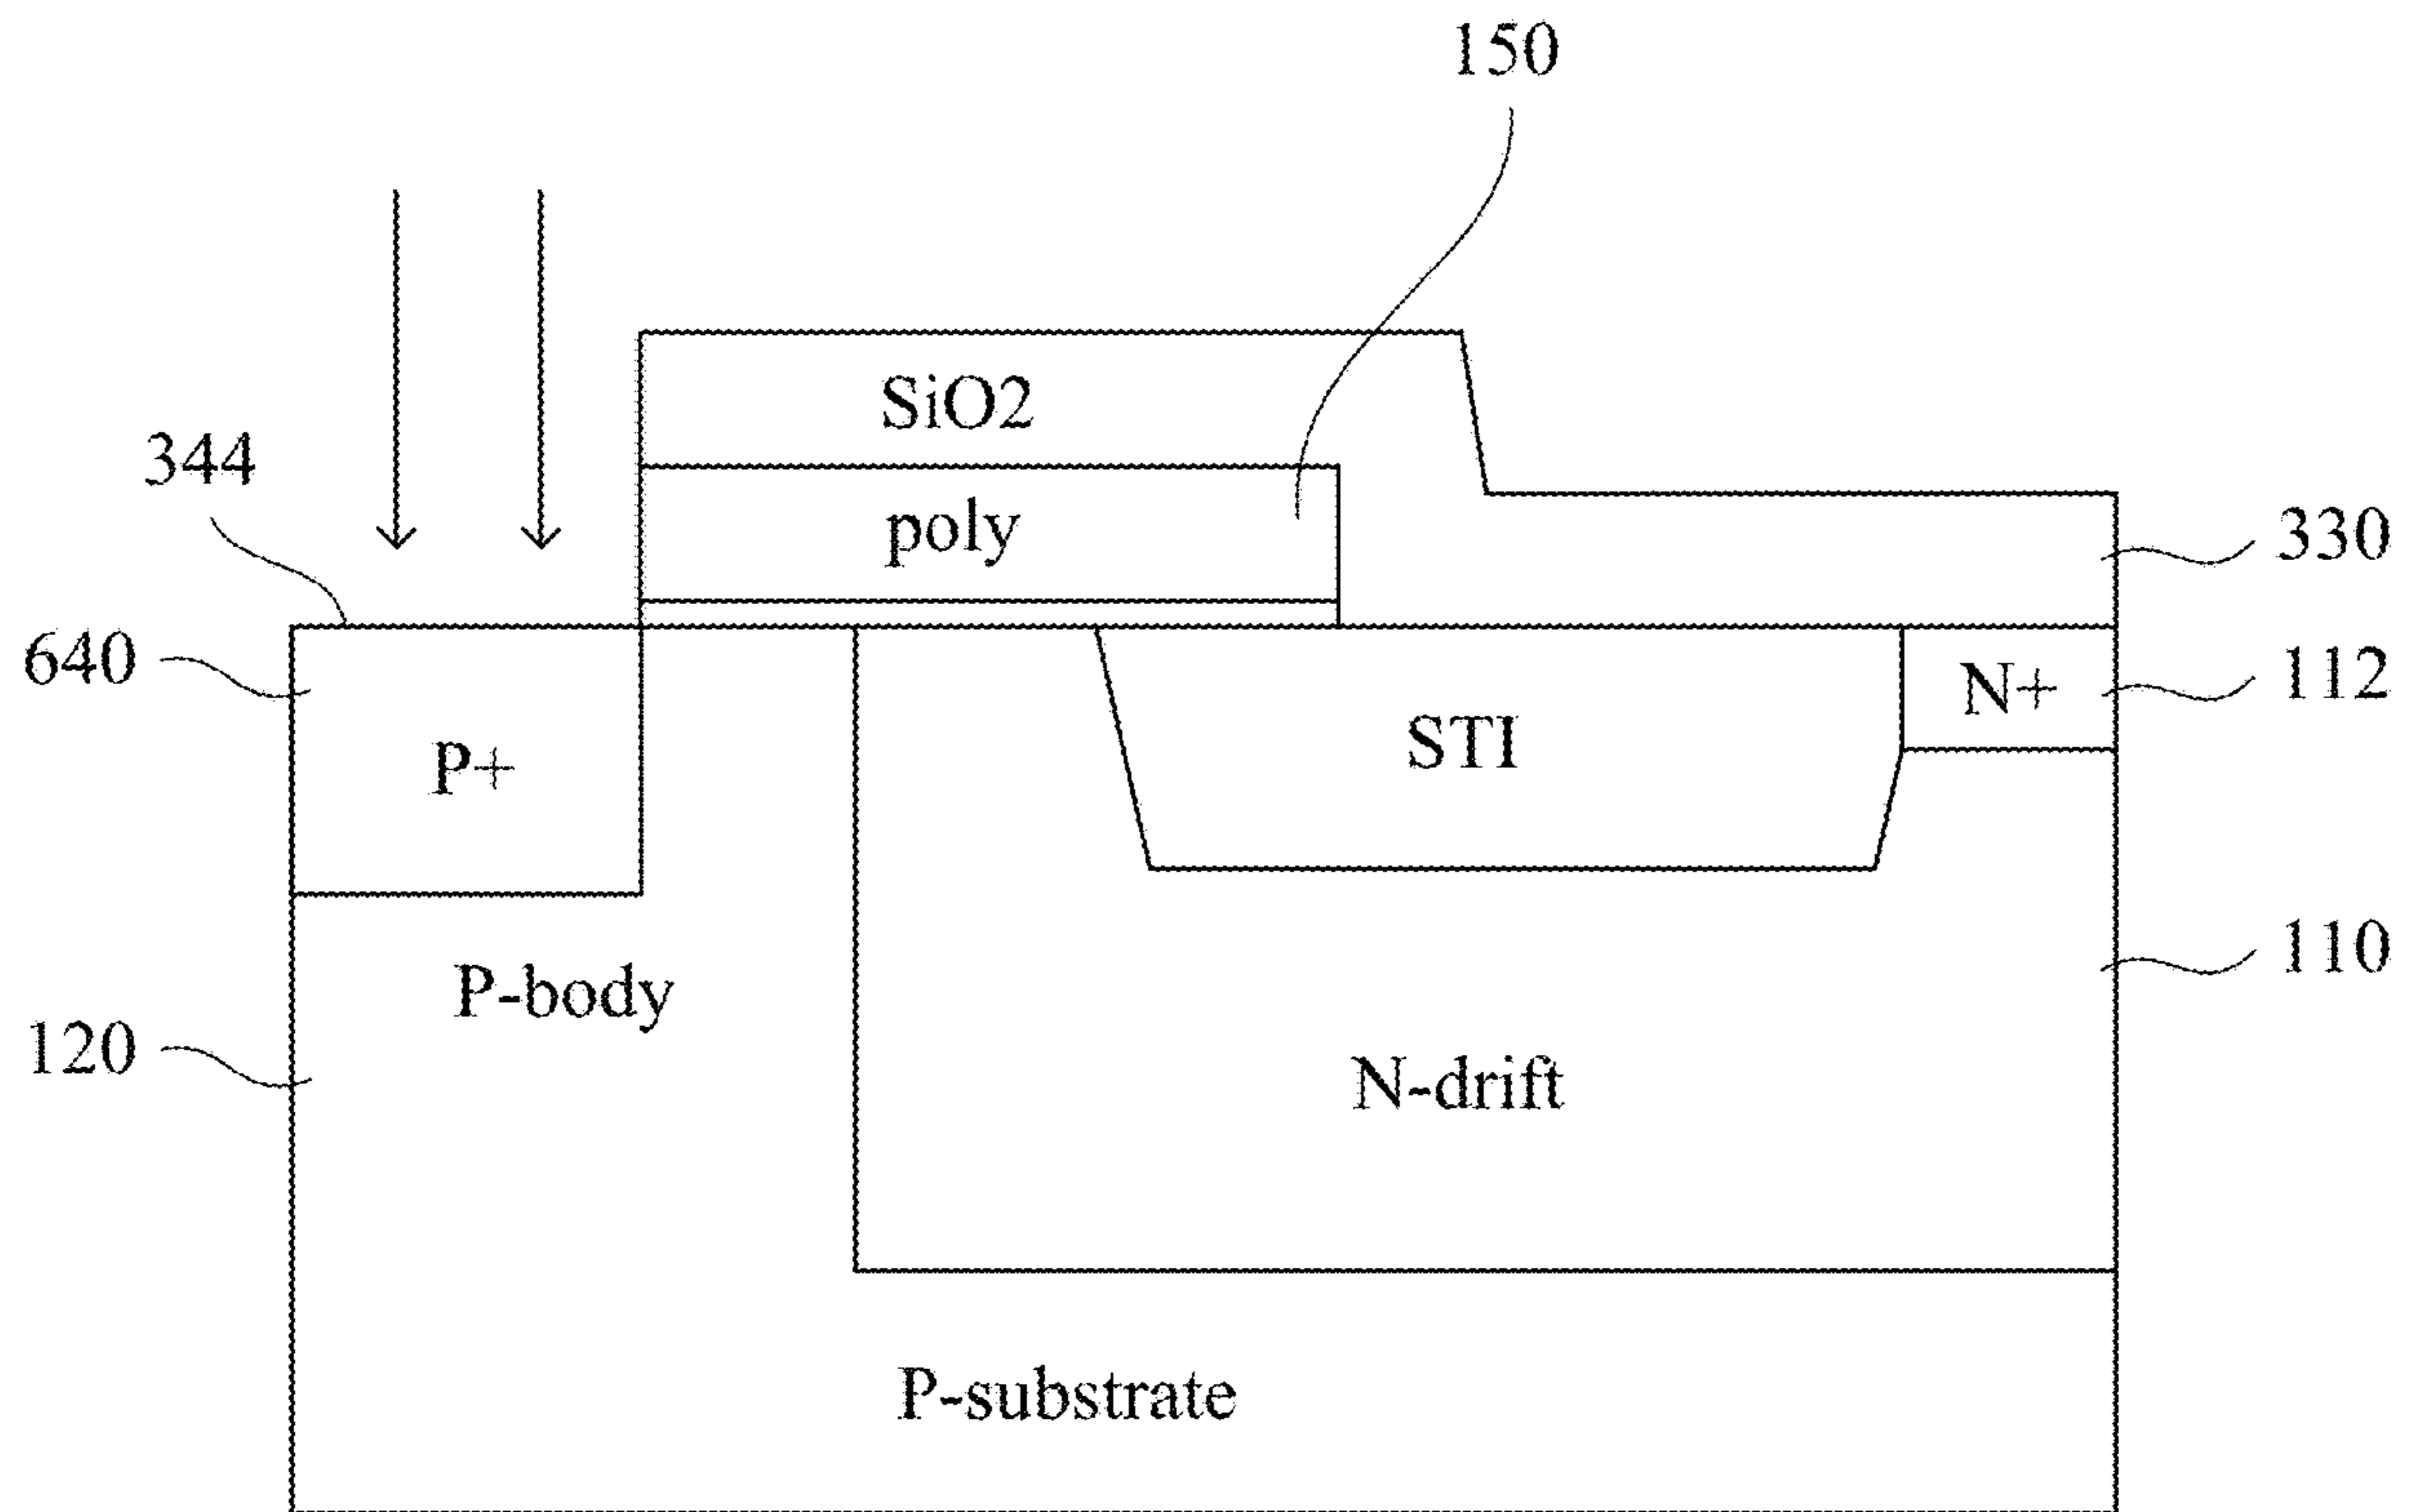 150
SiO2
344
poly
330
640
N+
112
P+
STI
110
P-body
120
N-drift
P-substrate